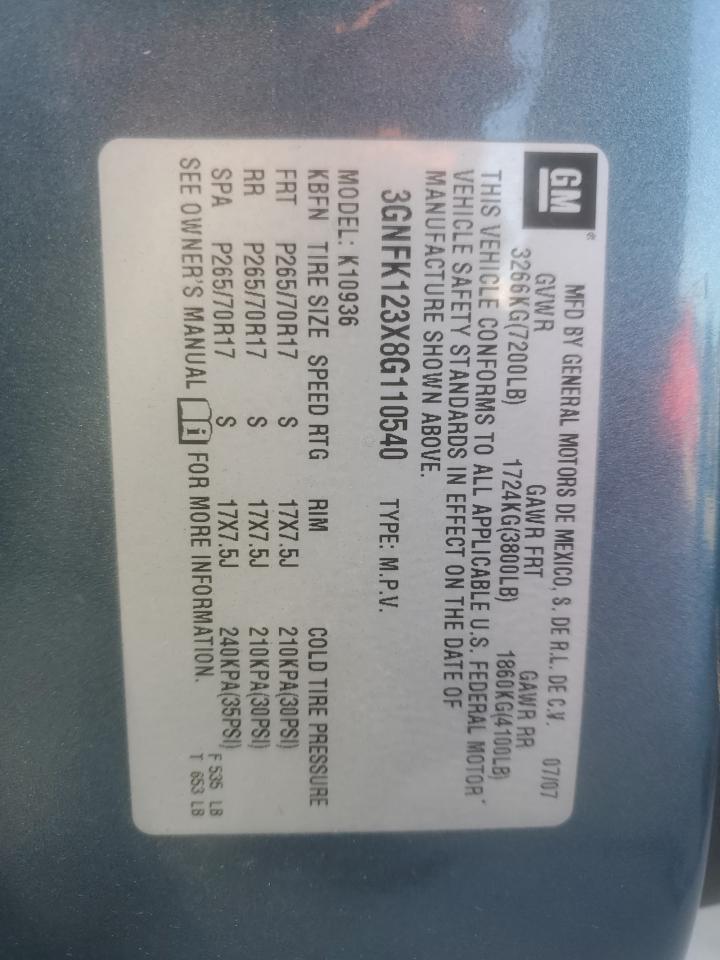 GM
MFD BY GENERAL MOTORS DE MEXICO, S. DE R.L. DE C.V. 07/07
GVWR GAWR FRT GAWR RR
3266KG(7200LB) 1724KG(3800LB) 1860KG(4100LB)
THIS VEHICLE CONFORMS TO ALL APPLICABLE U.S. FEDERAL MOTOR
VEHICLE SAFETY STANDARDS IN EFFECT ON THE DATE OF
MANUFACTURE SHOWN ABOVE.
3GNFK123X8G110540 TYPE: M.P.V.
MODEL: K10936
KBFN TIRE SIZE SPEED RTG RIM COLD TIRE PRESSURE
FRT P265/70R17 S 17X7.5J 210KPA(30PSI)
RR P265/70R17 S 17X7.5J 210KPA(30PSI)
SPA P265/70R17 S 17X7.5J 240KPA(35PSI)
SEE OWNER'S MANUAL i FOR MORE INFORMATION.
F 535 LB
T 653 LB